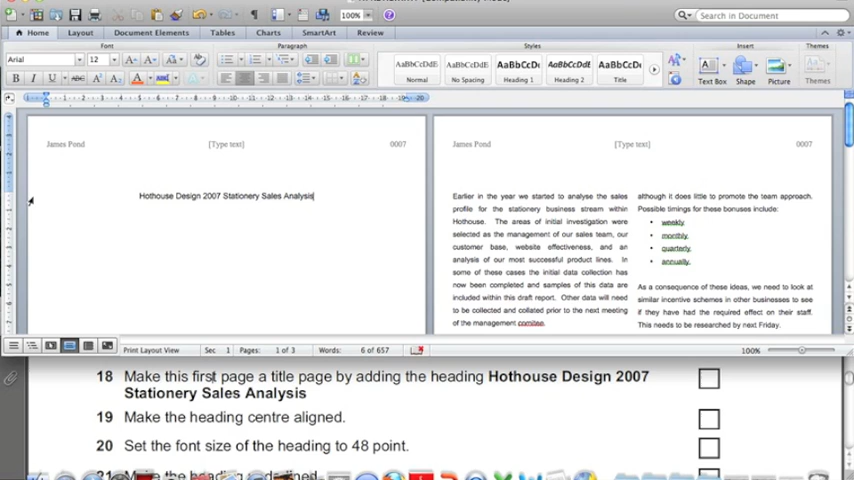 100%
Search in Document
Home Layout Document Elements Tables Charts SmartArt Review
Font Paragraph Styles Insert Themes
Arial 12
AaBbCcDc AaBbCcDc AaBbCcDc AaBbCcDc AaBbCcDc
Normal No Spacing Heading 1 Heading 2 Title
Text Box Shape Picture Themes
James Pond [Type text] 0007
Hothouse Design 2007 Stationery Sales Analysis
James Pond [Type text] 0007
Earlier in the year we started to analyse the sales
profile for the stationery business stream within
Hothouse. The areas of initial investigation were
selected as the management of our sales team, our
customer base, website effectiveness, and an
analysis of our most successful product lines. In
some of these cases the initial data collection has
now been completed and samples of this data are
included within this draft report. Other data will need
to be collected and collated prior to the next meeting
of the management comitee.
although it does little to promote the team approach.
Possible timings for these bonuses include:
• weekly
• monthly
• quarterly
• annually.
As a consequence of these ideas, we need to look at
similar incentive schemes in other businesses to see
if they have had the required effect on their staff.
This needs to be researched by next Friday.
Print Layout View Sec 1 Pages: 1 of 3 Words: 6 of 657 100%
18 Make this first page a title page by adding the heading Hothouse Design 2007
Stationery Sales Analysis
19 Make the heading centre aligned.
20 Set the font size of the heading to 48 point.